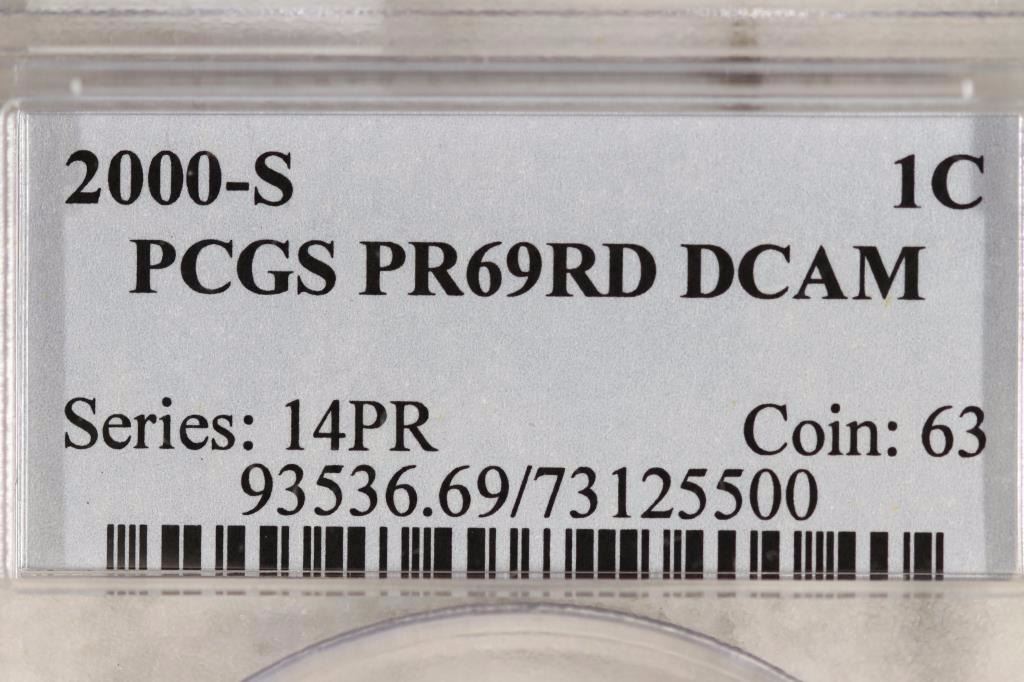 2000-S 1C
PCGS PR69RD DCAM
Series: 14PR Coin: 63
93536.69/73125500